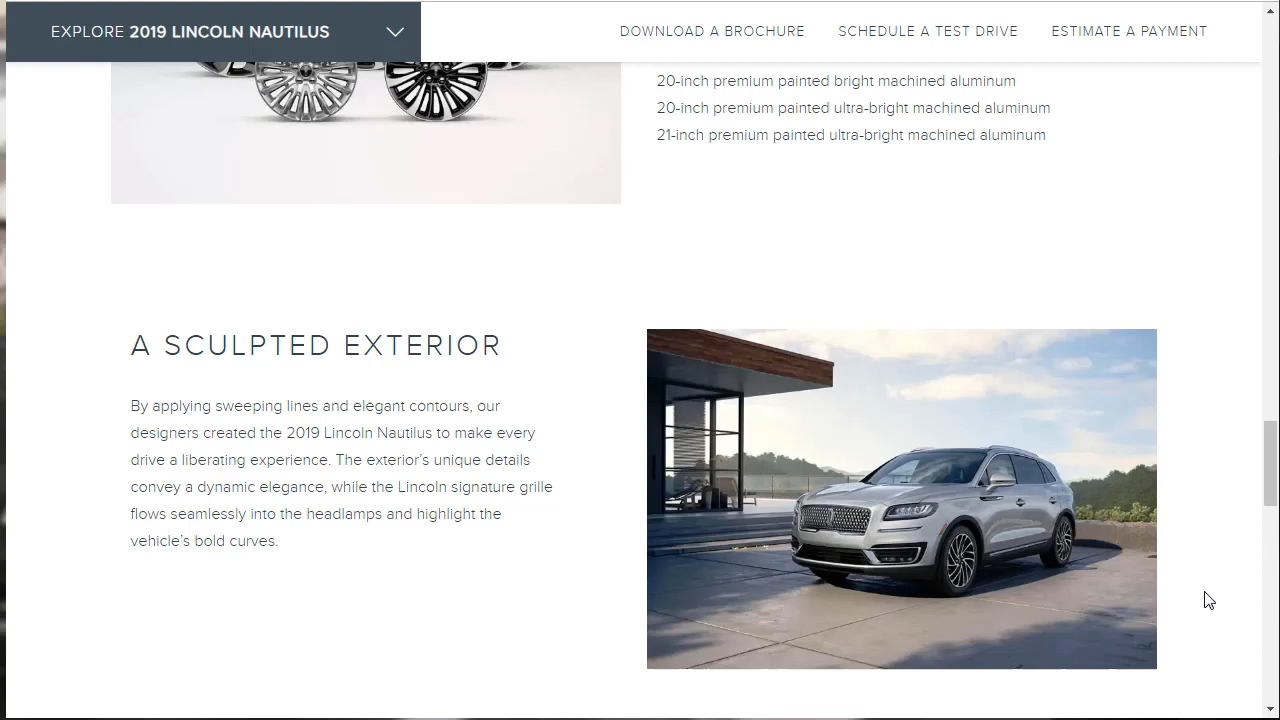 EXPLORE 2019 LINCOLN NAUTILUS
DOWNLOAD A BROCHURE
SCHEDULE A TEST DRIVE
ESTIMATE A PAYMENT
20-inch premium painted bright machined aluminum
20-inch premium painted ultra-bright machined aluminum
21-inch premium painted ultra-bright machined aluminum
A SCULPTED EXTERIOR
By applying sweeping lines and elegant contours, our
designers created the 2019 Lincoln Nautilus to make every
drive a liberating experience. The exterior's unique details
convey a dynamic elegance, while the Lincoln signature grille
flows seamlessly into the headlamps and highlight the
vehicle's bold curves.